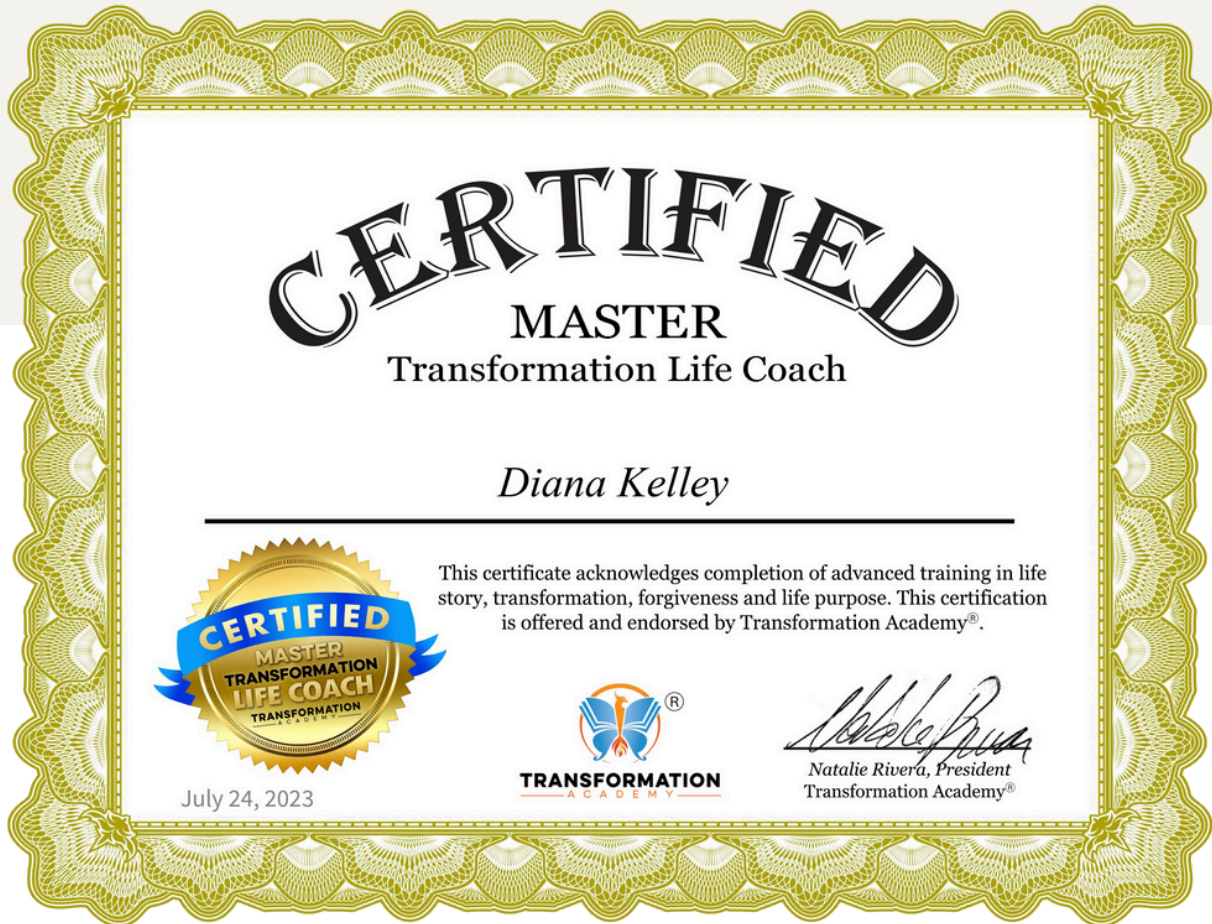 CERTIFIED
MASTER
Transformation Life Coach
Diana Kelley
This certificate acknowledges completion of advanced training in life
story, transformation, forgiveness and life purpose. This certification
is offered and endorsed by Transformation Academy®.
CERTIFIED
MASTER
TRANSFORMATION
LIFE COACH
TRANSFORMATION
ACADEMY
July 24, 2023
®
TRANSFORMATION
ACADEMY
Natalie Rivera, President
Transformation Academy®